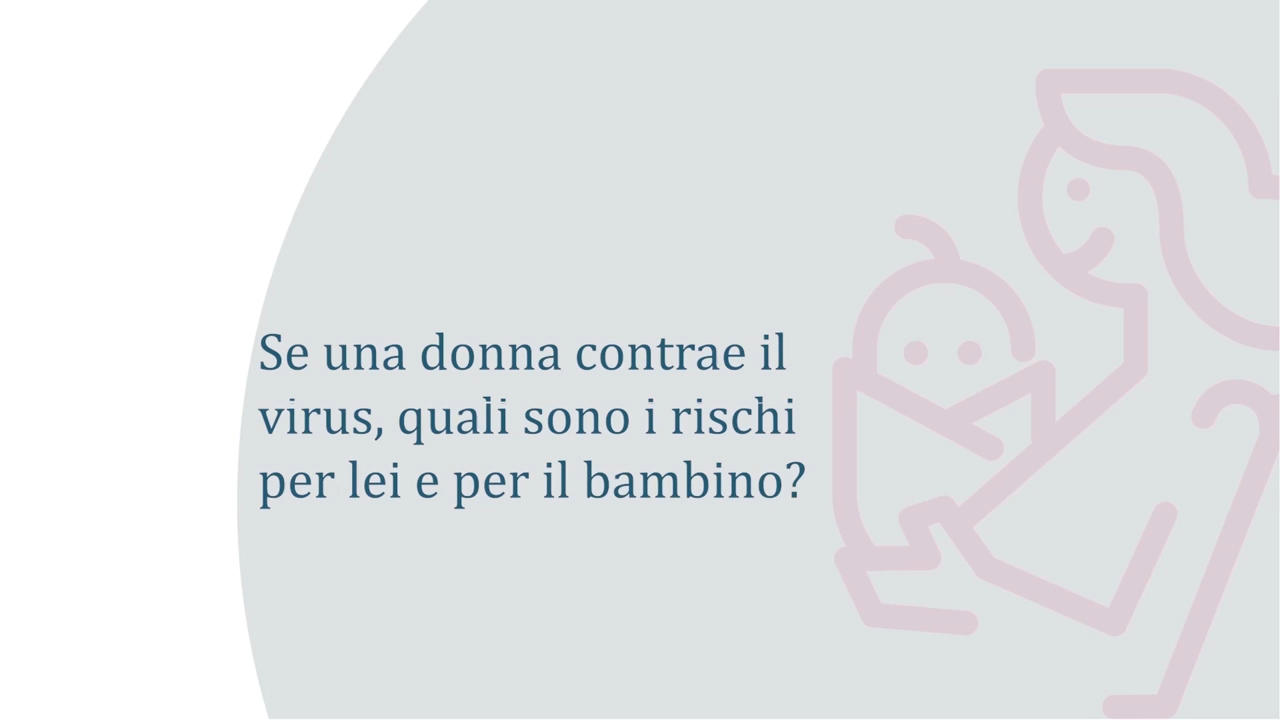 Se una donna contrae il
virus, quali sono i rischi
per lei e per il bambino?